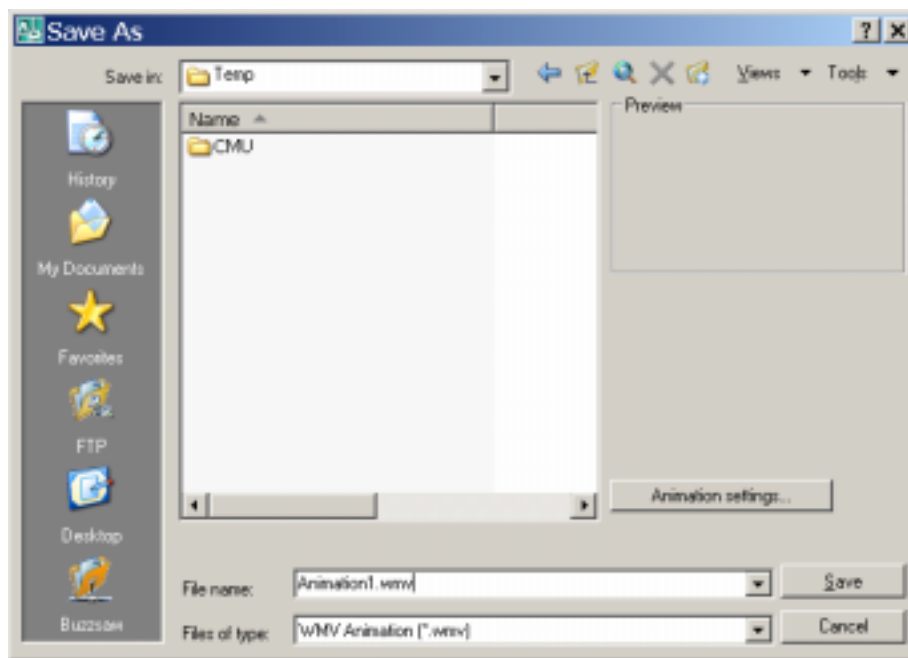 Save As
Save in:
Temp
Views
Tools
Name
Preview
CMU
History
My Documents
Favorites
FTP
Desktop
Buzzsaw
Animation settings...
File name:
Animation1.wmv
Save
Files of type:
WMV Animation (*.wmv)
Cancel